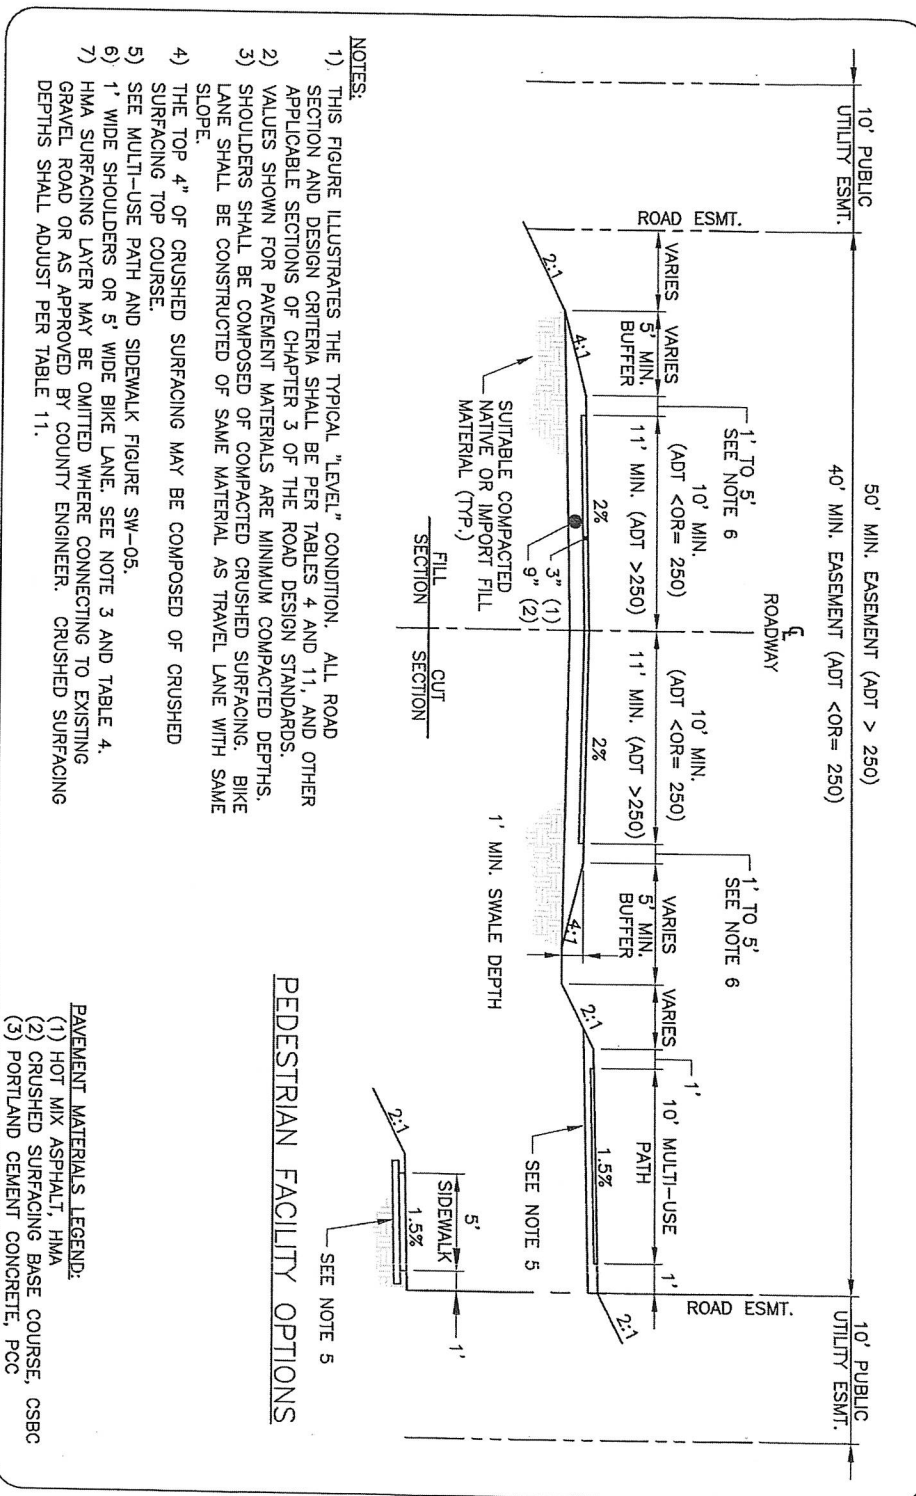 50' MIN. EASEMENT (ADT > 250)
40' MIN. EASEMENT (ADT <OR= 250)
10' PUBLIC
UTILITY ESMT.
10' PUBLIC
UTILITY ESMT.
ROAD ESMT.
ROAD ESMT.
℄
ROADWAY
VARIES
VARIES
5' MIN.
BUFFER
1' TO 5'
SEE NOTE 6
10' MIN.
(ADT <OR= 250)
11' MIN. (ADT >250)
10' MIN.
(ADT <OR= 250)
11' MIN. (ADT >250)
1' TO 5'
SEE NOTE 6
VARIES
5' MIN.
BUFFER
VARIES
1'
10' MULTI-USE
PATH
1'
2:1
4:1
2%
2%
4:1
2:1
1.5%
2:1
3" (1)
9" (2)
SUITABLE COMPACTED
NATIVE OR IMPORT FILL
MATERIAL (TYP.)
FILL
SECTION
CUT
SECTION
1' MIN. SWALE DEPTH
SEE NOTE 5
2:1
5'
SIDEWALK
1.5%
1'
SEE NOTE 5
PEDESTRIAN FACILITY OPTIONS
NOTES:
1). THIS FIGURE ILLUSTRATES THE TYPICAL "LEVEL" CONDITION. ALL ROAD
SECTION AND DESIGN CRITERIA SHALL BE PER TABLES 4 AND 11, AND OTHER
APPLICABLE SECTIONS OF CHAPTER 3 OF THE ROAD DESIGN STANDARDS.
2) VALUES SHOWN FOR PAVEMENT MATERIALS ARE MINIMUM COMPACTED DEPTHS.
3) SHOULDERS SHALL BE COMPOSED OF COMPACTED CRUSHED SURFACING. BIKE
LANE SHALL BE CONSTRUCTED OF SAME MATERIAL AS TRAVEL LANE WITH SAME
SLOPE.
4) THE TOP 4" OF CRUSHED SURFACING MAY BE COMPOSED OF CRUSHED
SURFACING TOP COURSE.
5) SEE MULTI-USE PATH AND SIDEWALK FIGURE SW-05.
6) 1' WIDE SHOULDERS OR 5' WIDE BIKE LANE. SEE NOTE 3 AND TABLE 4.
7) HMA SURFACING LAYER MAY BE OMITTED WHERE CONNECTING TO EXISTING
GRAVEL ROAD OR AS APPROVED BY COUNTY ENGINEER. CRUSHED SURFACING
DEPTHS SHALL ADJUST PER TABLE 11.
PAVEMENT MATERIALS LEGEND:
(1) HOT MIX ASPHALT, HMA
(2) CRUSHED SURFACING BASE COURSE, CSBC
(3) PORTLAND CEMENT CONCRETE, PCC